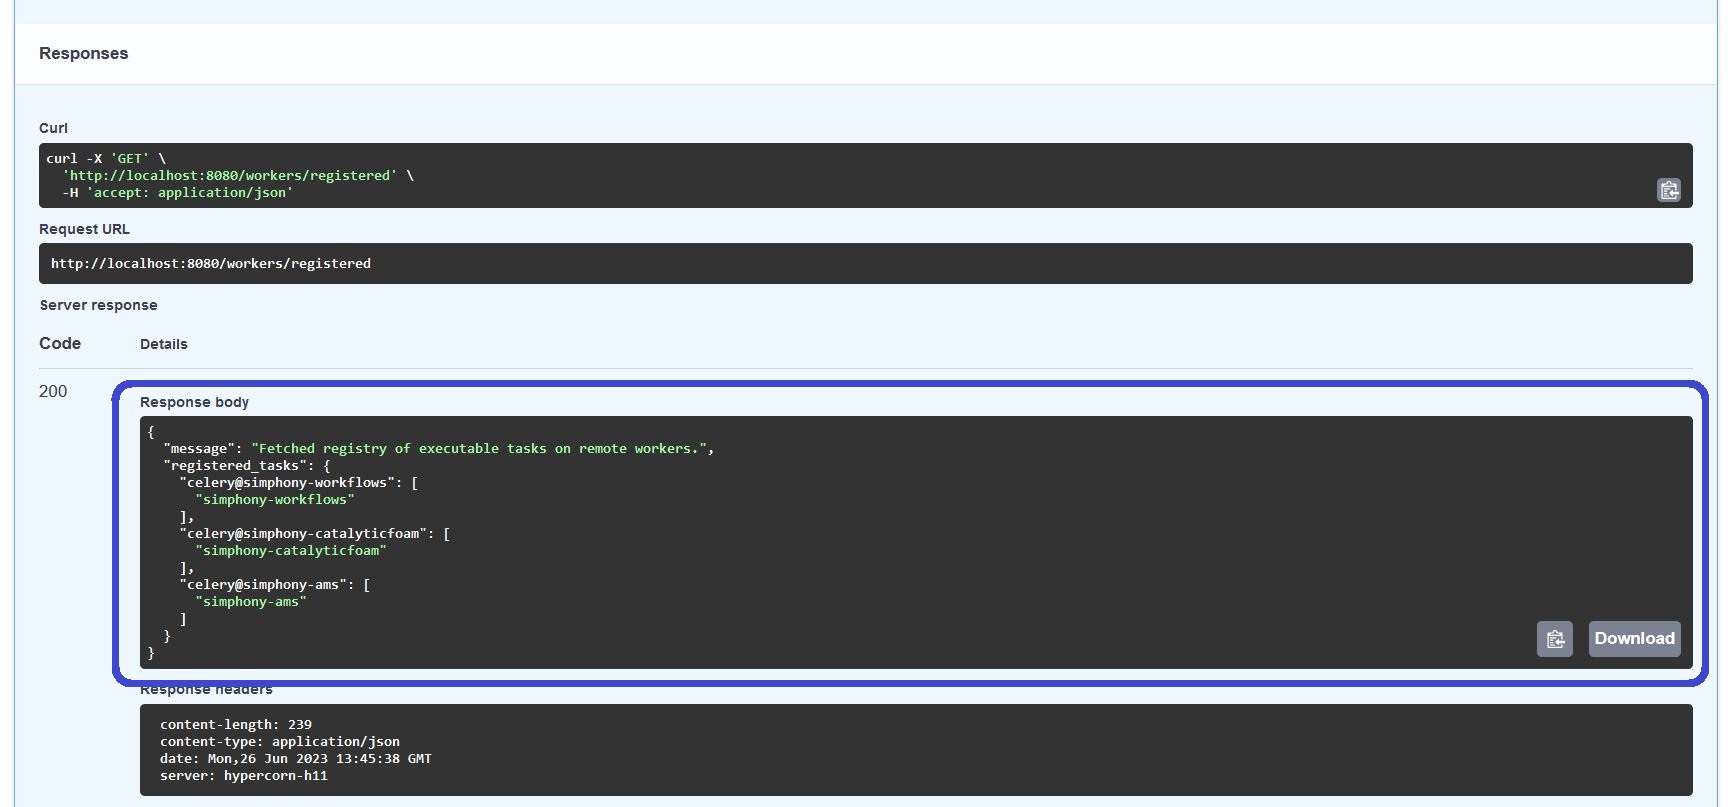 Responses
Curl
curl -X 'GET' \
  'http://localhost:8080/workers/registered' \
  -H 'accept: application/json'
Request URL
http://localhost:8080/workers/registered
Server response
Code Details
200
Response body
{
  "message": "Fetched registry of executable tasks on remote workers.",
  "registered_tasks": {
    "celery@simphony-workflows": [
      "simphony-workflows"
    ],
    "celery@simphony-catalyticfoam": [
      "simphony-catalyticfoam"
    ],
    "celery@simphony-ams": [
      "simphony-ams"
    ]
  }
}
Download
Response headers
content-length: 239
content-type: application/json
date: Mon,26 Jun 2023 13:45:38 GMT
server: hypercorn-h11